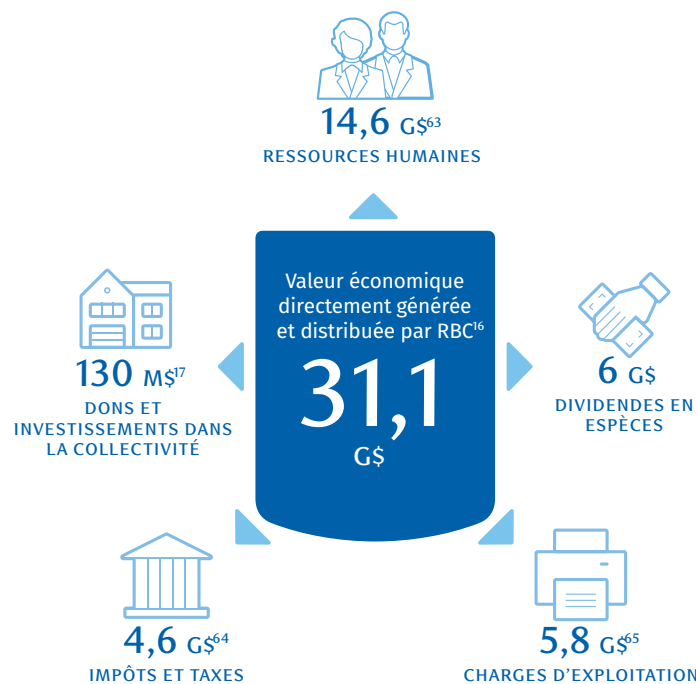 14,6 G$63
RESSOURCES HUMAINES
Valeur économique
directement générée
et distribuée par RBC16
31,1
G$
130 M$17
DONS ET
INVESTISSEMENTS DANS
LA COLLECTIVITÉ
6 G$
DIVIDENDES EN
ESPÈCES
4,6 G$64
IMPÔTS ET TAXES
5,8 G$65
CHARGES D'EXPLOITATION